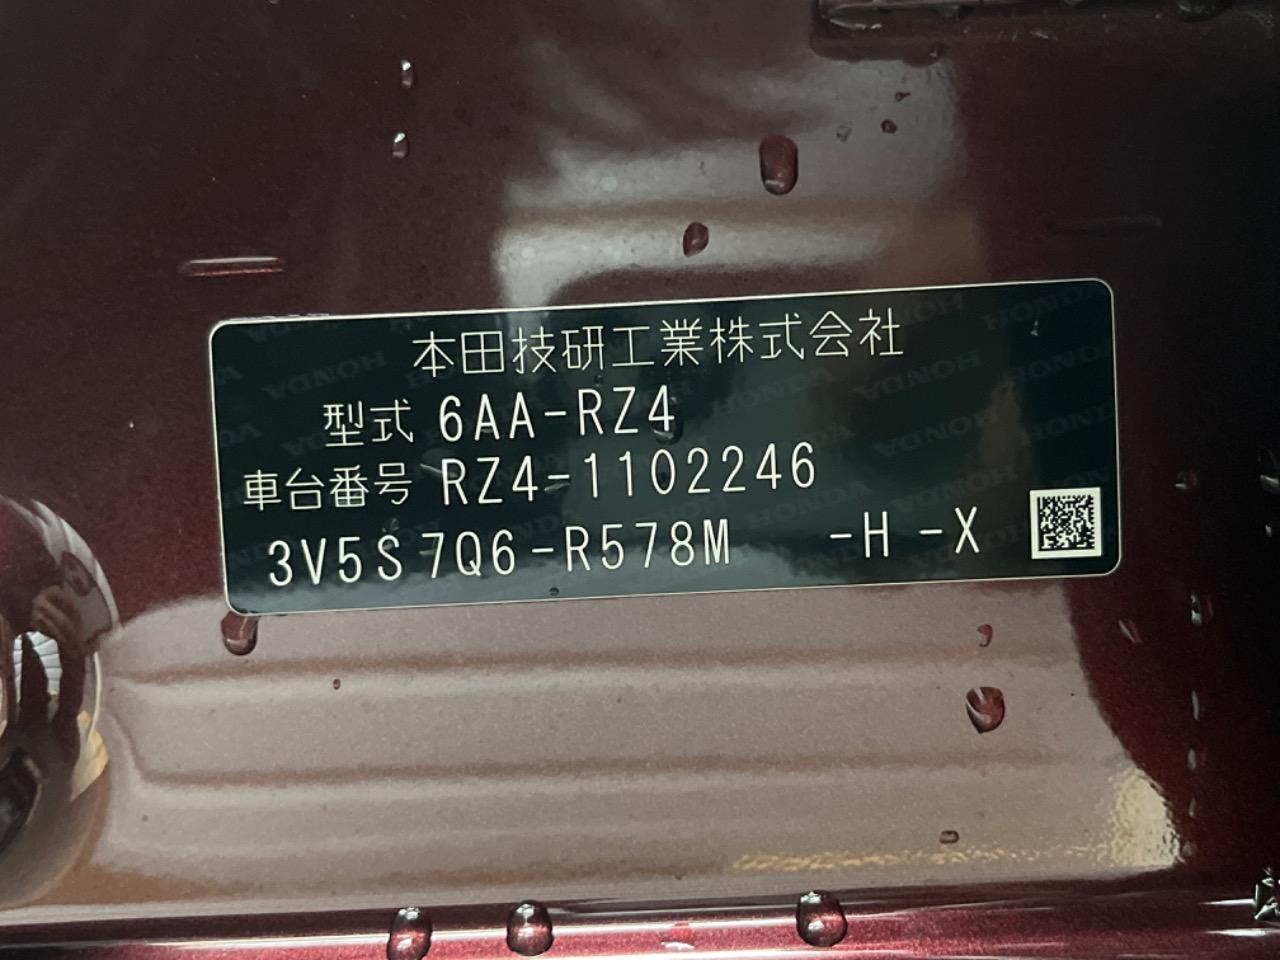 本田技研工業株式会社
型式 6AA-RZ4
車台番号 RZ4-1102246
3V5S7Q6-R578M -H -X